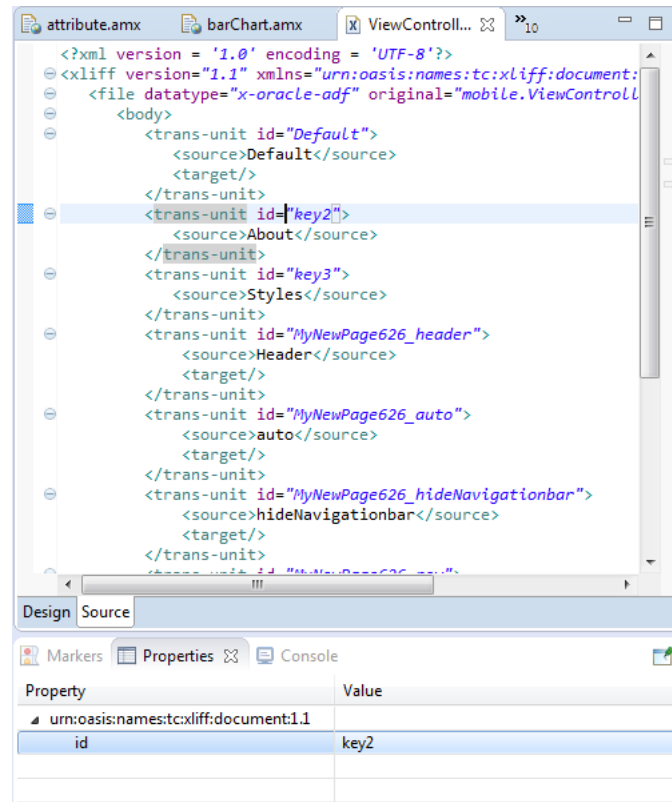 attribute.amx barChart.amx ViewControll... »10
<?xml version = '1.0' encoding = 'UTF-8'?>
<xliff version="1.1" xmlns="urn:oasis:names:tc:xliff:document:
<file datatype="x-oracle-adf" original="mobile.ViewControll
<body>
<trans-unit id="Default">
<source>Default</source>
<target/>
</trans-unit>
<trans-unit id="key2">
<source>About</source>
</trans-unit>
<trans-unit id="key3">
<source>Styles</source>
</trans-unit>
<trans-unit id="MyNewPage626_header">
<source>Header</source>
<target/>
</trans-unit>
<trans-unit id="MyNewPage626_auto">
<source>auto</source>
<target/>
</trans-unit>
<trans-unit id="MyNewPage626_hideNavigationbar">
<source>hideNavigationbar</source>
<target/>
</trans-unit>
Design Source
Markers Properties Console
Property Value
urn:oasis:names:tc:xliff:document:1.1
id key2